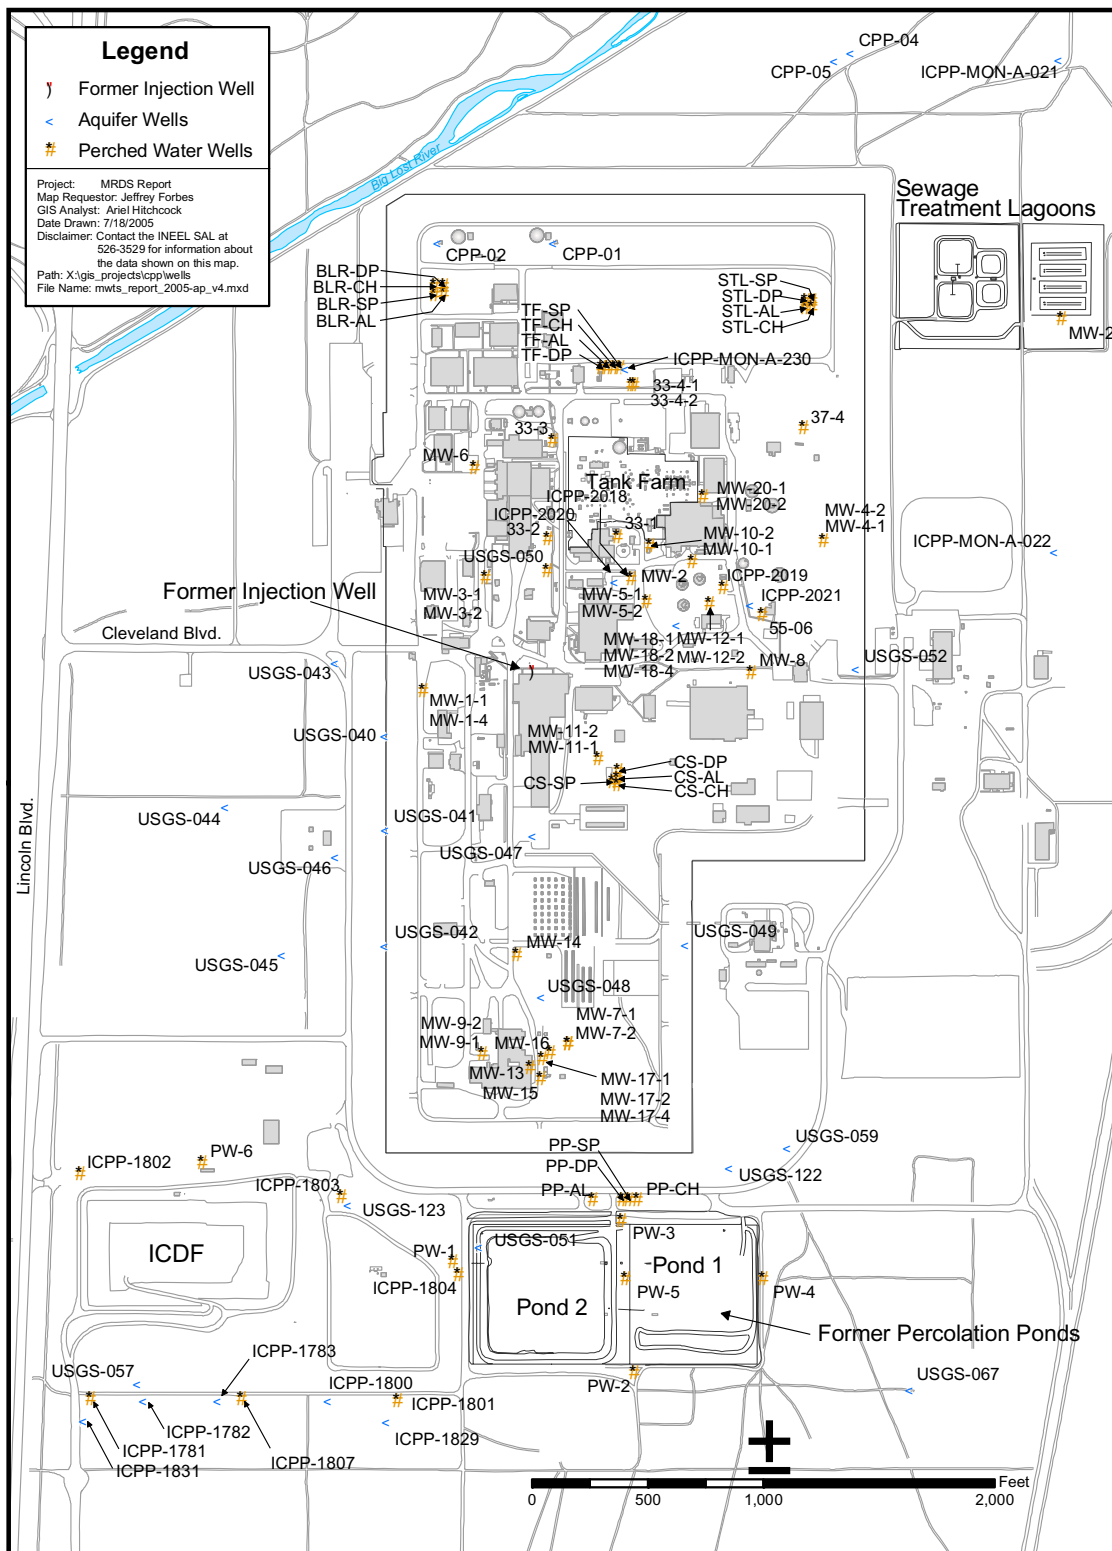 Legend
Former Injection Well
Aquifer Wells
Perched Water Wells
Project: MRDS Report
Map Requestor: Jeffrey Forbes
GIS Analyst: Ariel Hitchcock
Date Drawn: 7/18/2005
Disclaimer: Contact the INEEL SAL at
526-3529 for information about
the data shown on this map.
Path: X:\gis_projects\cpp\wells
File Name: mwts_report_2005-ap_v4.mxd
CPP-04
CPP-05
ICPP-MON-A-021
Big Lost River
Sewage
Treatment Lagoons
CPP-02
CPP-01
BLR-DP
BLR-CH
BLR-SP
BLR-AL
STL-SP
STL-DP
STL-AL
STL-CH
MW-2
TF-SP
TF-CH
TF-AL
TF-DP
ICPP-MON-A-230
33-4-1
33-4-2
37-4
33-3
MW-6
Tank Farm
ICPP-2018
ICPP-2020
33-2
33-1
MW-20-1
MW-20-2
MW-10-2
MW-10-1
MW-4-2
MW-4-1
ICPP-MON-A-022
USGS-050
MW-2
ICPP-2019
ICPP-2021
Former Injection Well
MW-3-1
MW-3-2
MW-5-1
MW-5-2
55-06
Cleveland Blvd.
MW-18-1
MW-18-2
MW-18-4
MW-12-1
MW-12-2
MW-8
USGS-052
USGS-043
MW-1-1
MW-1-4
USGS-040
MW-11-2
MW-11-1
CS-DP
CS-AL
CS-SP
CS-CH
Lincoln Blvd.
USGS-044
USGS-041
USGS-047
USGS-046
USGS-042
MW-14
USGS-049
USGS-045
USGS-048
MW-7-1
MW-7-2
MW-9-2
MW-9-1
MW-16
MW-13
MW-15
MW-17-1
MW-17-2
MW-17-4
USGS-059
USGS-122
PP-SP
PP-DP
PP-AL
PP-CH
ICPP-1802
PW-6
ICPP-1803
USGS-123
ICDF
PW-1
ICPP-1804
USGS-051
PW-3
Pond 1
PW-5
PW-4
Pond 2
Former Percolation Ponds
PW-2
USGS-067
USGS-057
ICPP-1783
ICPP-1800
ICPP-1801
ICPP-1782
ICPP-1829
ICPP-1781
ICPP-1807
ICPP-1831
Feet
0 500 1,000 2,000